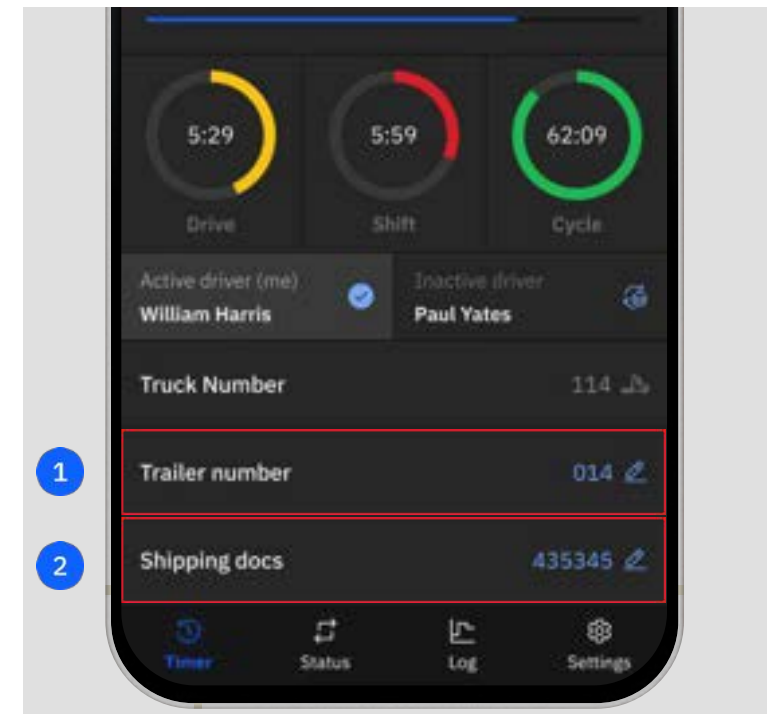 5:29 5:59 62:09
Drive Shift Cycle
Active driver (me) Inactive driver
William Harris Paul Yates
Truck Number 114
1 Trailer number 014
2 Shipping docs 435345
Timer Status Log Settings